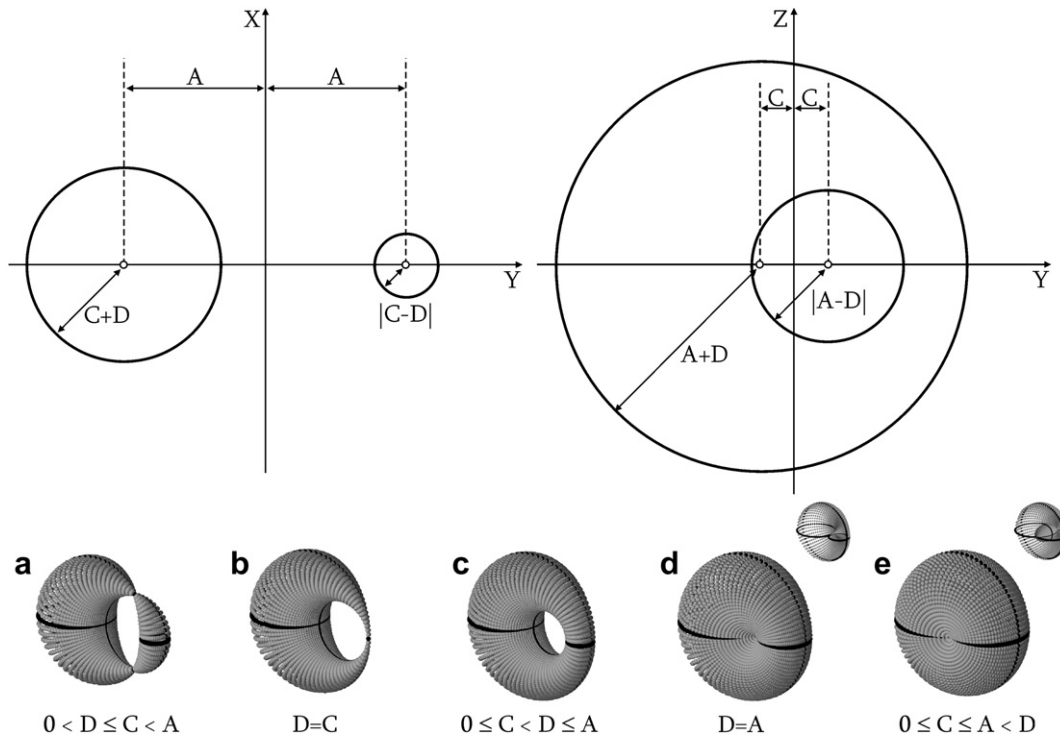 X
Z
A
A
C
C
Y
Y
C+D
|C-D|
|A-D|
A+D
a
b
c
d
e
0 < D ≤ C < A
D=C
0 ≤ C < D ≤ A
D=A
0 ≤ C ≤ A < D